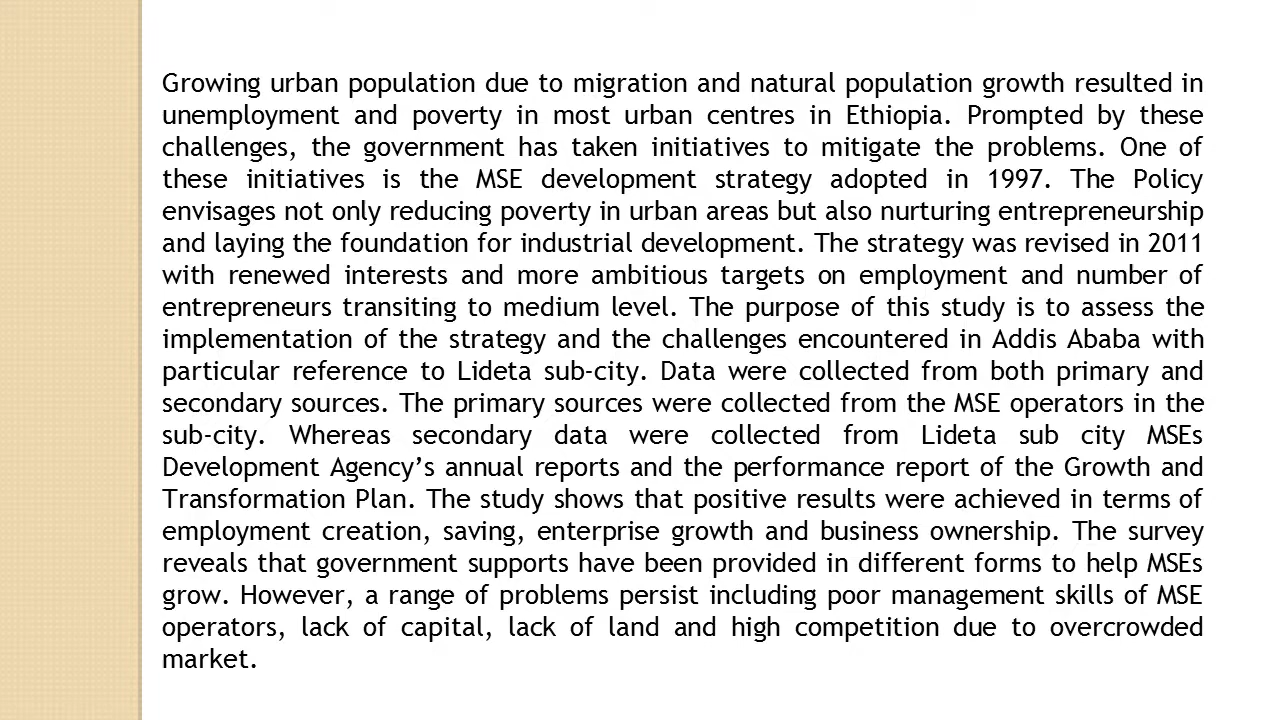 Growing urban population due to migration and natural population growth resulted in
unemployment and poverty in most urban centres in Ethiopia. Prompted by these
challenges, the government has taken initiatives to mitigate the problems. One of
these initiatives is the MSE development strategy adopted in 1997. The Policy
envisages not only reducing poverty in urban areas but also nurturing entrepreneurship
and laying the foundation for industrial development. The strategy was revised in 2011
with renewed interests and more ambitious targets on employment and number of
entrepreneurs transiting to medium level. The purpose of this study is to assess the
implementation of the strategy and the challenges encountered in Addis Ababa with
particular reference to Lideta sub-city. Data were collected from both primary and
secondary sources. The primary sources were collected from the MSE operators in the
sub-city. Whereas secondary data were collected from Lideta sub city MSEs
Development Agency’s annual reports and the performance report of the Growth and
Transformation Plan. The study shows that positive results were achieved in terms of
employment creation, saving, enterprise growth and business ownership. The survey
reveals that government supports have been provided in different forms to help MSEs
grow. However, a range of problems persist including poor management skills of MSE
operators, lack of capital, lack of land and high competition due to overcrowded
market.